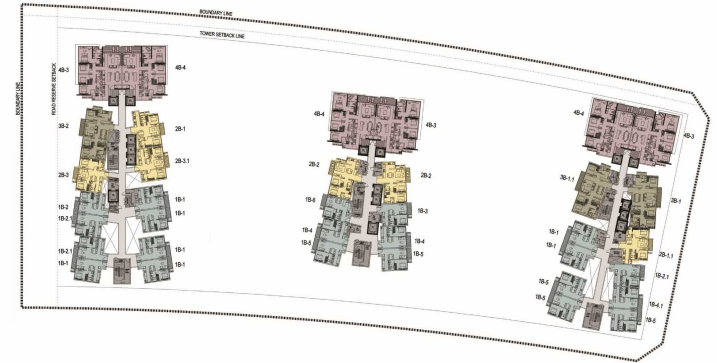 BOUNDARY LINE
TOWER SETBACK LINE
BOUNDARY LINE
ROAD RESERVE SETBACK
4B-3
4B-4
3B-2
2B-1
2B-3.1
2B-3
1B-1
1B-2
1B-1
1B-2.1
1B-2.1
1B-1
1B-1
1B-1
4B-4
4B-3
2B-2
2B-2
1B-6
1B-3
1B-4
1B-4
1B-5
1B-5
4B-4
4B-3
3B-1.1
3B-1
1B-1
1B-1
2B-1.1
1B-2.1
1B-5
1B-4.1
1B-5
1B-5